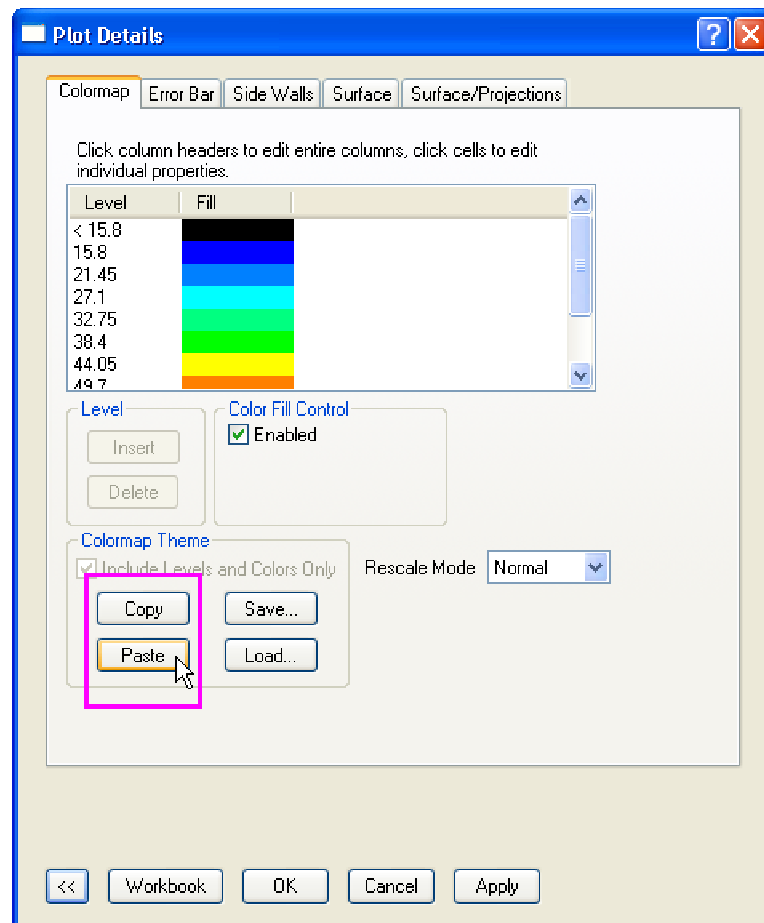 Plot Details
Colormap Error Bar Side Walls Surface Surface/Projections
Click column headers to edit entire columns, click cells to edit
individual properties.
Level Fill
< 15.8
15.8
21.45
27.1
32.75
38.4
44.05
49.7
Level Color Fill Control
Enabled
Insert
Delete
Colormap Theme
Include Levels and Colors Only Rescale Mode Normal
Copy Save...
Paste Load...
<< Workbook OK Cancel Apply